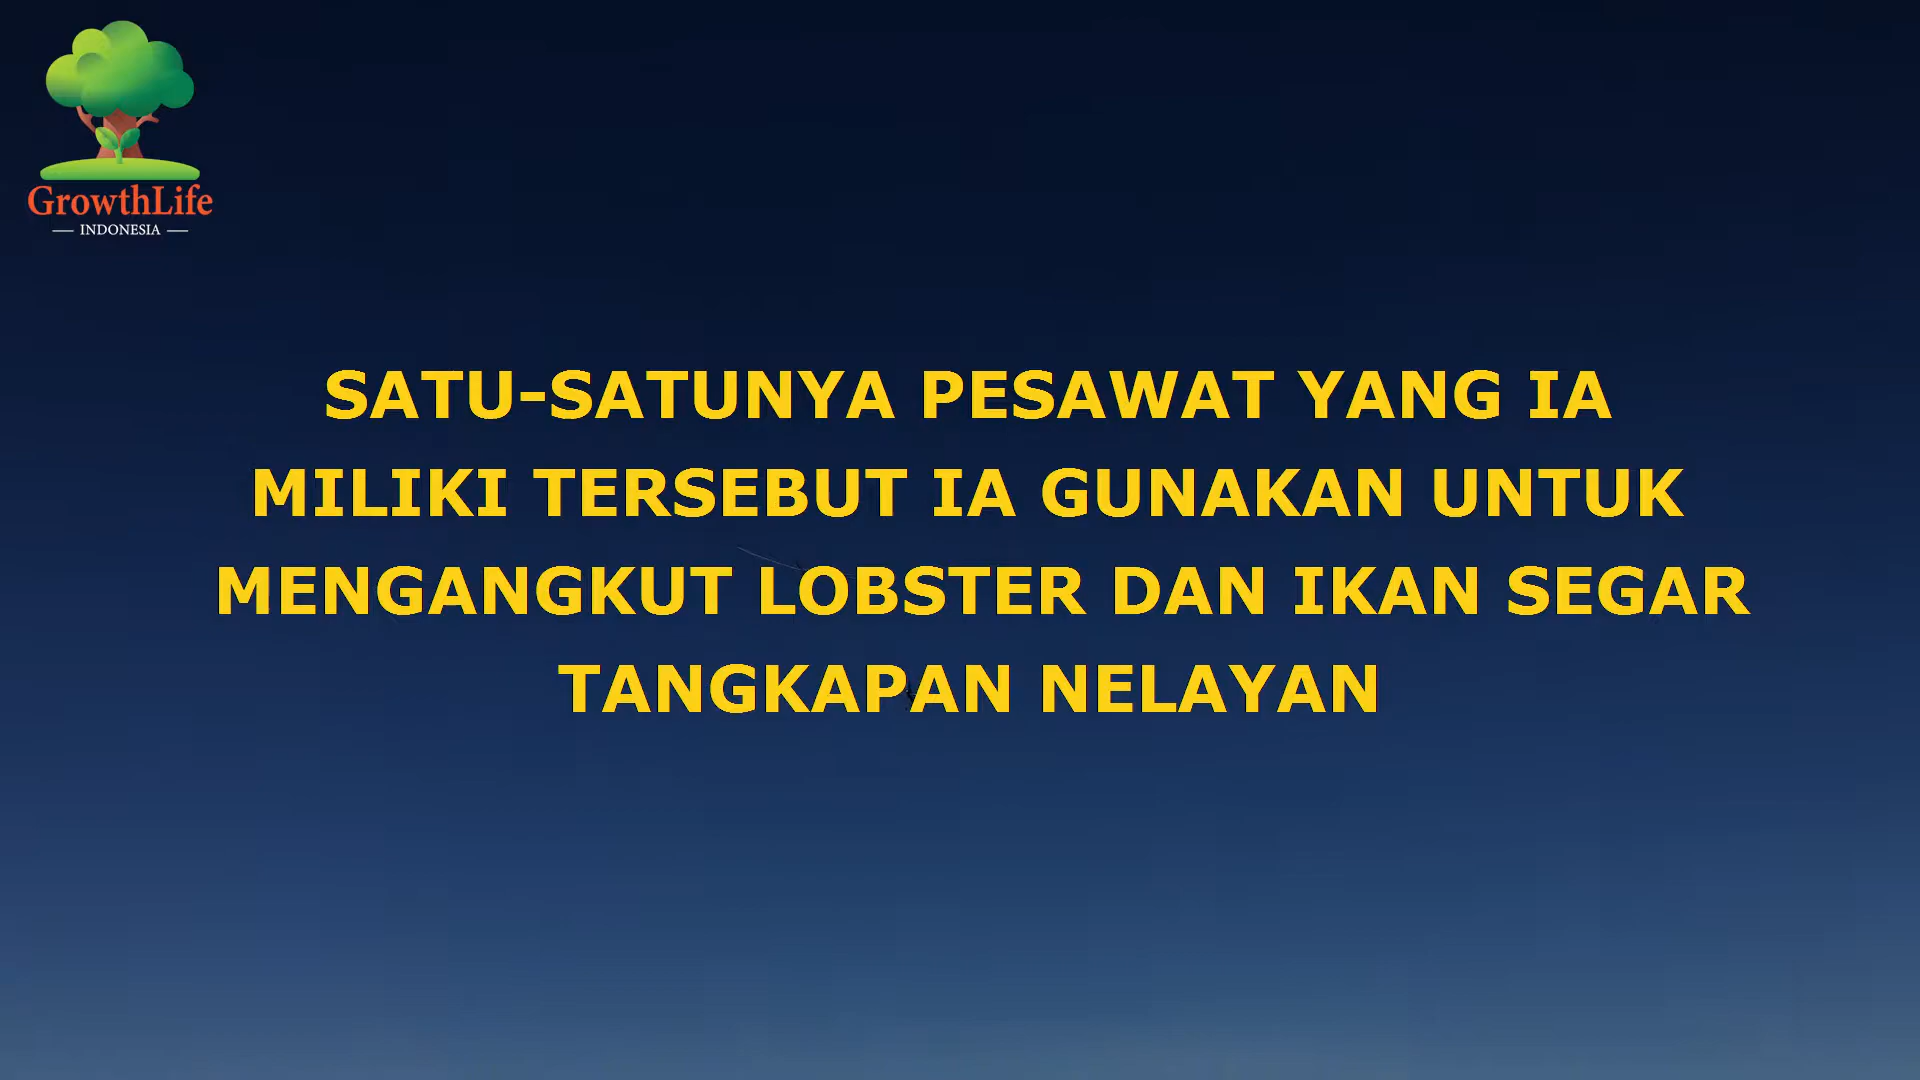 GrowthLife
— INDONESIA —
SATU-SATUNYA PESAWAT YANG IA
MILIKI TERSEBUT IA GUNAKAN UNTUK
MENGANGKUT LOBSTER DAN IKAN SEGAR
TANGKAPAN NELAYAN